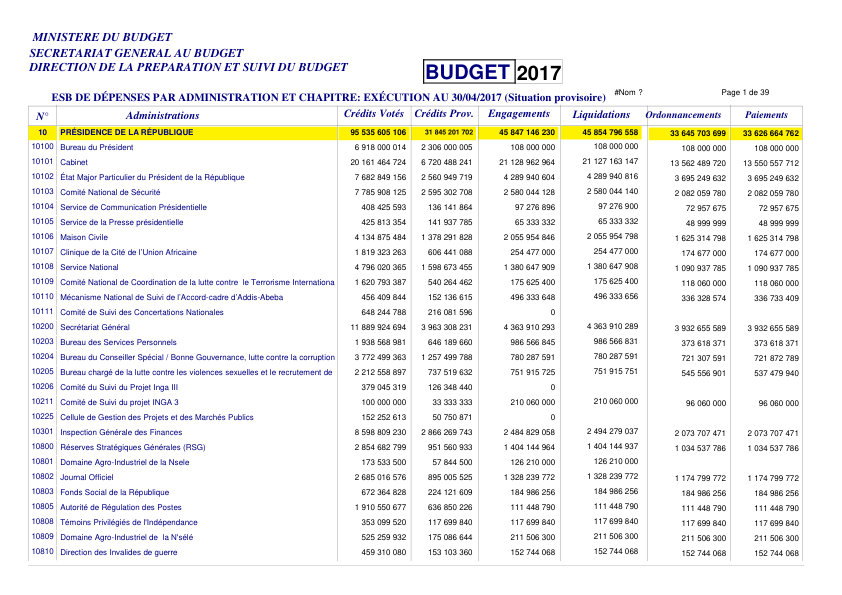 MINISTERE DU BUDGET
SECRETARIAT GENERAL AU BUDGET
DIRECTION DE LA PREPARATION ET SUIVI DU BUDGET
BUDGET 2017
ESB DE DÉPENSES PAR ADMINISTRATION ET CHAPITRE: EXÉCUTION AU 30/04/2017 (Situation provisoire) #Nom ? Page 1 de 39
N° Administrations Crédits Votés Crédits Prov. Engagements Liquidations Ordonnancements Paiements
10 PRÉSIDENCE DE LA RÉPUBLIQUE 95 535 605 106 31 845 201 702 45 847 146 230 45 854 796 558 33 645 703 699 33 626 664 762
10100 Bureau du Président 6 918 000 014 2 306 000 005 108 000 000 108 000 000 108 000 000 108 000 000
10101 Cabinet 20 161 464 724 6 720 488 241 21 128 962 964 21 127 163 147 13 562 489 720 13 550 557 712
10102 État Major Particulier du Président de la République 7 682 849 156 2 560 949 719 4 289 940 604 4 289 940 816 3 695 249 632 3 695 249 632
10103 Comité National de Sécurité 7 785 908 125 2 595 302 708 2 580 044 128 2 580 044 140 2 082 059 780 2 082 059 780
10104 Service de Communication Présidentielle 408 425 593 136 141 864 97 276 896 97 276 900 72 957 675 72 957 675
10105 Service de la Presse présidentielle 425 813 354 141 937 785 65 333 332 65 333 332 48 999 999 48 999 999
10106 Maison Civile 4 134 875 484 1 378 291 828 2 055 954 846 2 055 954 798 1 625 314 798 1 625 314 798
10107 Clinique de la Cité de l'Union Africaine 1 819 323 263 606 441 088 254 477 000 254 477 000 174 677 000 174 677 000
10108 Service National 4 796 020 365 1 598 673 455 1 380 647 909 1 380 647 908 1 090 937 785 1 090 937 785
10109 Comité National de Coordination de la lutte contre le Terrorisme Internationa 1 620 793 387 540 264 462 175 625 400 175 625 400 118 060 000 118 060 000
10110 Mécanisme National de Suivi de l'Accord-cadre d'Addis-Abeba 456 409 844 152 136 615 496 333 648 496 333 656 336 328 574 336 733 409
10111 Comité de Suivi des Concertations Nationales 648 244 788 216 081 596 0
10200 Secrétariat Général 11 889 924 694 3 963 308 231 4 363 910 293 4 363 910 289 3 932 655 589 3 932 655 589
10203 Bureau des Services Personnels 1 938 568 981 646 189 660 986 566 845 986 566 831 373 618 371 373 618 371
10204 Bureau du Conseiller Spécial / Bonne Gouvernance, lutte contre la corruption 3 772 499 363 1 257 499 788 780 287 591 780 287 591 721 307 591 721 872 789
10205 Bureau chargé de la lutte contre les violences sexuelles et le recrutement de 2 212 558 897 737 519 632 751 915 725 751 915 751 545 556 901 537 479 940
10206 Comité du Suivi du Projet Inga III 379 045 319 126 348 440 0
10211 Comité de Suivi du projet INGA 3 100 000 000 33 333 333 210 060 000 210 060 000 96 060 000 96 060 000
10225 Cellule de Gestion des Projets et des Marchés Publics 152 252 613 50 750 871 0
10301 Inspection Générale des Finances 8 598 809 230 2 866 269 743 2 484 829 058 2 494 279 037 2 073 707 471 2 073 707 471
10800 Réserves Stratégiques Générales (RSG) 2 854 682 799 951 560 933 1 404 144 964 1 404 144 937 1 034 537 786 1 034 537 786
10801 Domaine Agro-Industriel de la Nsele 173 533 500 57 844 500 126 210 000 126 210 000
10802 Journal Officiel 2 685 016 576 895 005 525 1 328 239 772 1 328 239 772 1 174 799 772 1 174 799 772
10803 Fonds Social de la République 672 364 828 224 121 609 184 986 256 184 986 256 184 986 256 184 986 256
10805 Autorité de Régulation des Postes 1 910 550 677 636 850 226 111 448 790 111 448 790 111 448 790 111 448 790
10808 Témoins Privilégiés de l'Indépendance 353 099 520 117 699 840 117 699 840 117 699 840 117 699 840 117 699 840
10809 Domaine Agro-Industriel de la N'sélé 525 259 932 175 086 644 211 506 300 211 506 300 211 506 300 211 506 300
10810 Direction des Invalides de guerre 459 310 080 153 103 360 152 744 068 152 744 068 152 744 068 152 744 068